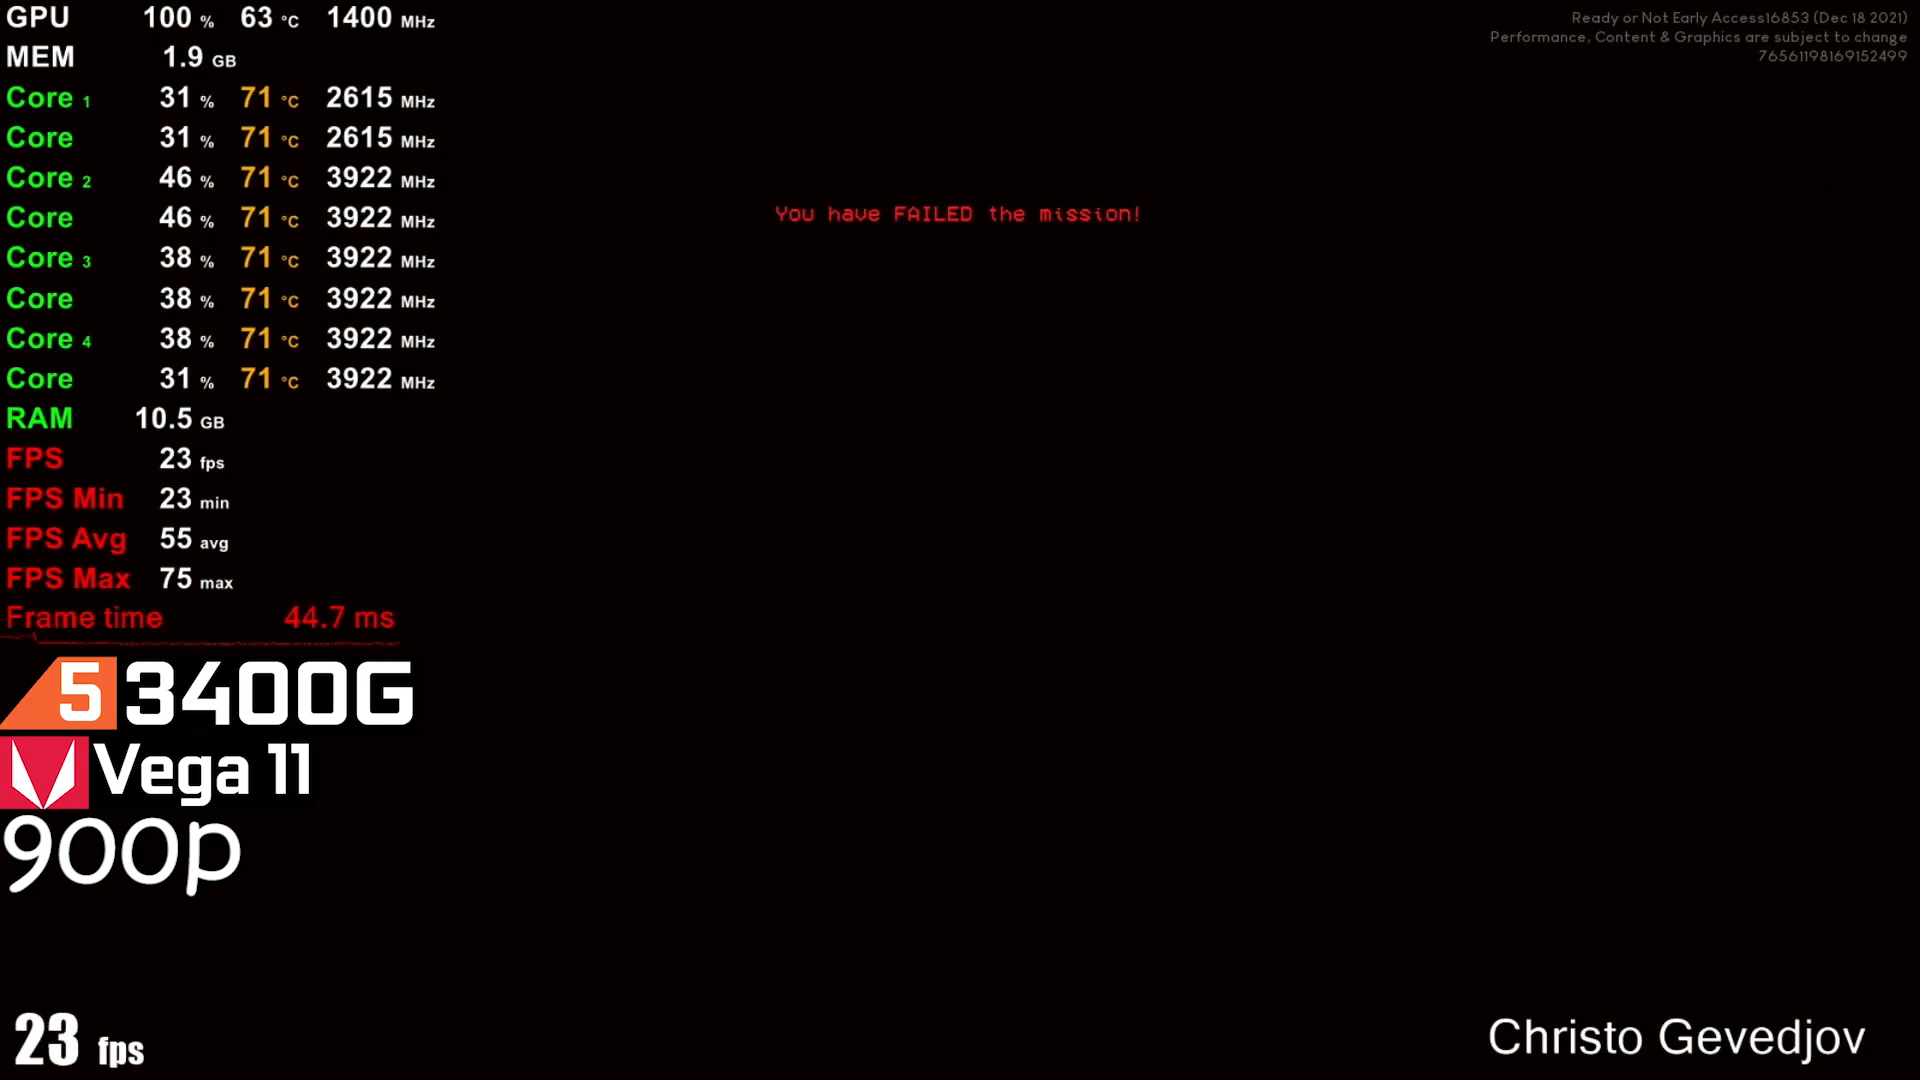 GPU 100 % 63 °C 1400 MHz
MEM 1.9 GB
Core 1 31 % 71 °C 2615 MHz
Core 31 % 71 °C 2615 MHz
Core 2 46 % 71 °C 3922 MHz
Core 46 % 71 °C 3922 MHz
Core 3 38 % 71 °C 3922 MHz
Core 38 % 71 °C 3922 MHz
Core 4 38 % 71 °C 3922 MHz
Core 31 % 71 °C 3922 MHz
RAM 10.5 GB
FPS 23 fps
FPS Min 23 min
FPS Avg 55 avg
FPS Max 75 max
Frame time 44.7 ms
5 3400G
Vega 11
900p
23 fps
Ready or Not Early Access16853 (Dec 18 2021)
Performance, Content & Graphics are subject to change
76561198169152499
You have FAILED the mission!
Christo Gevedjov